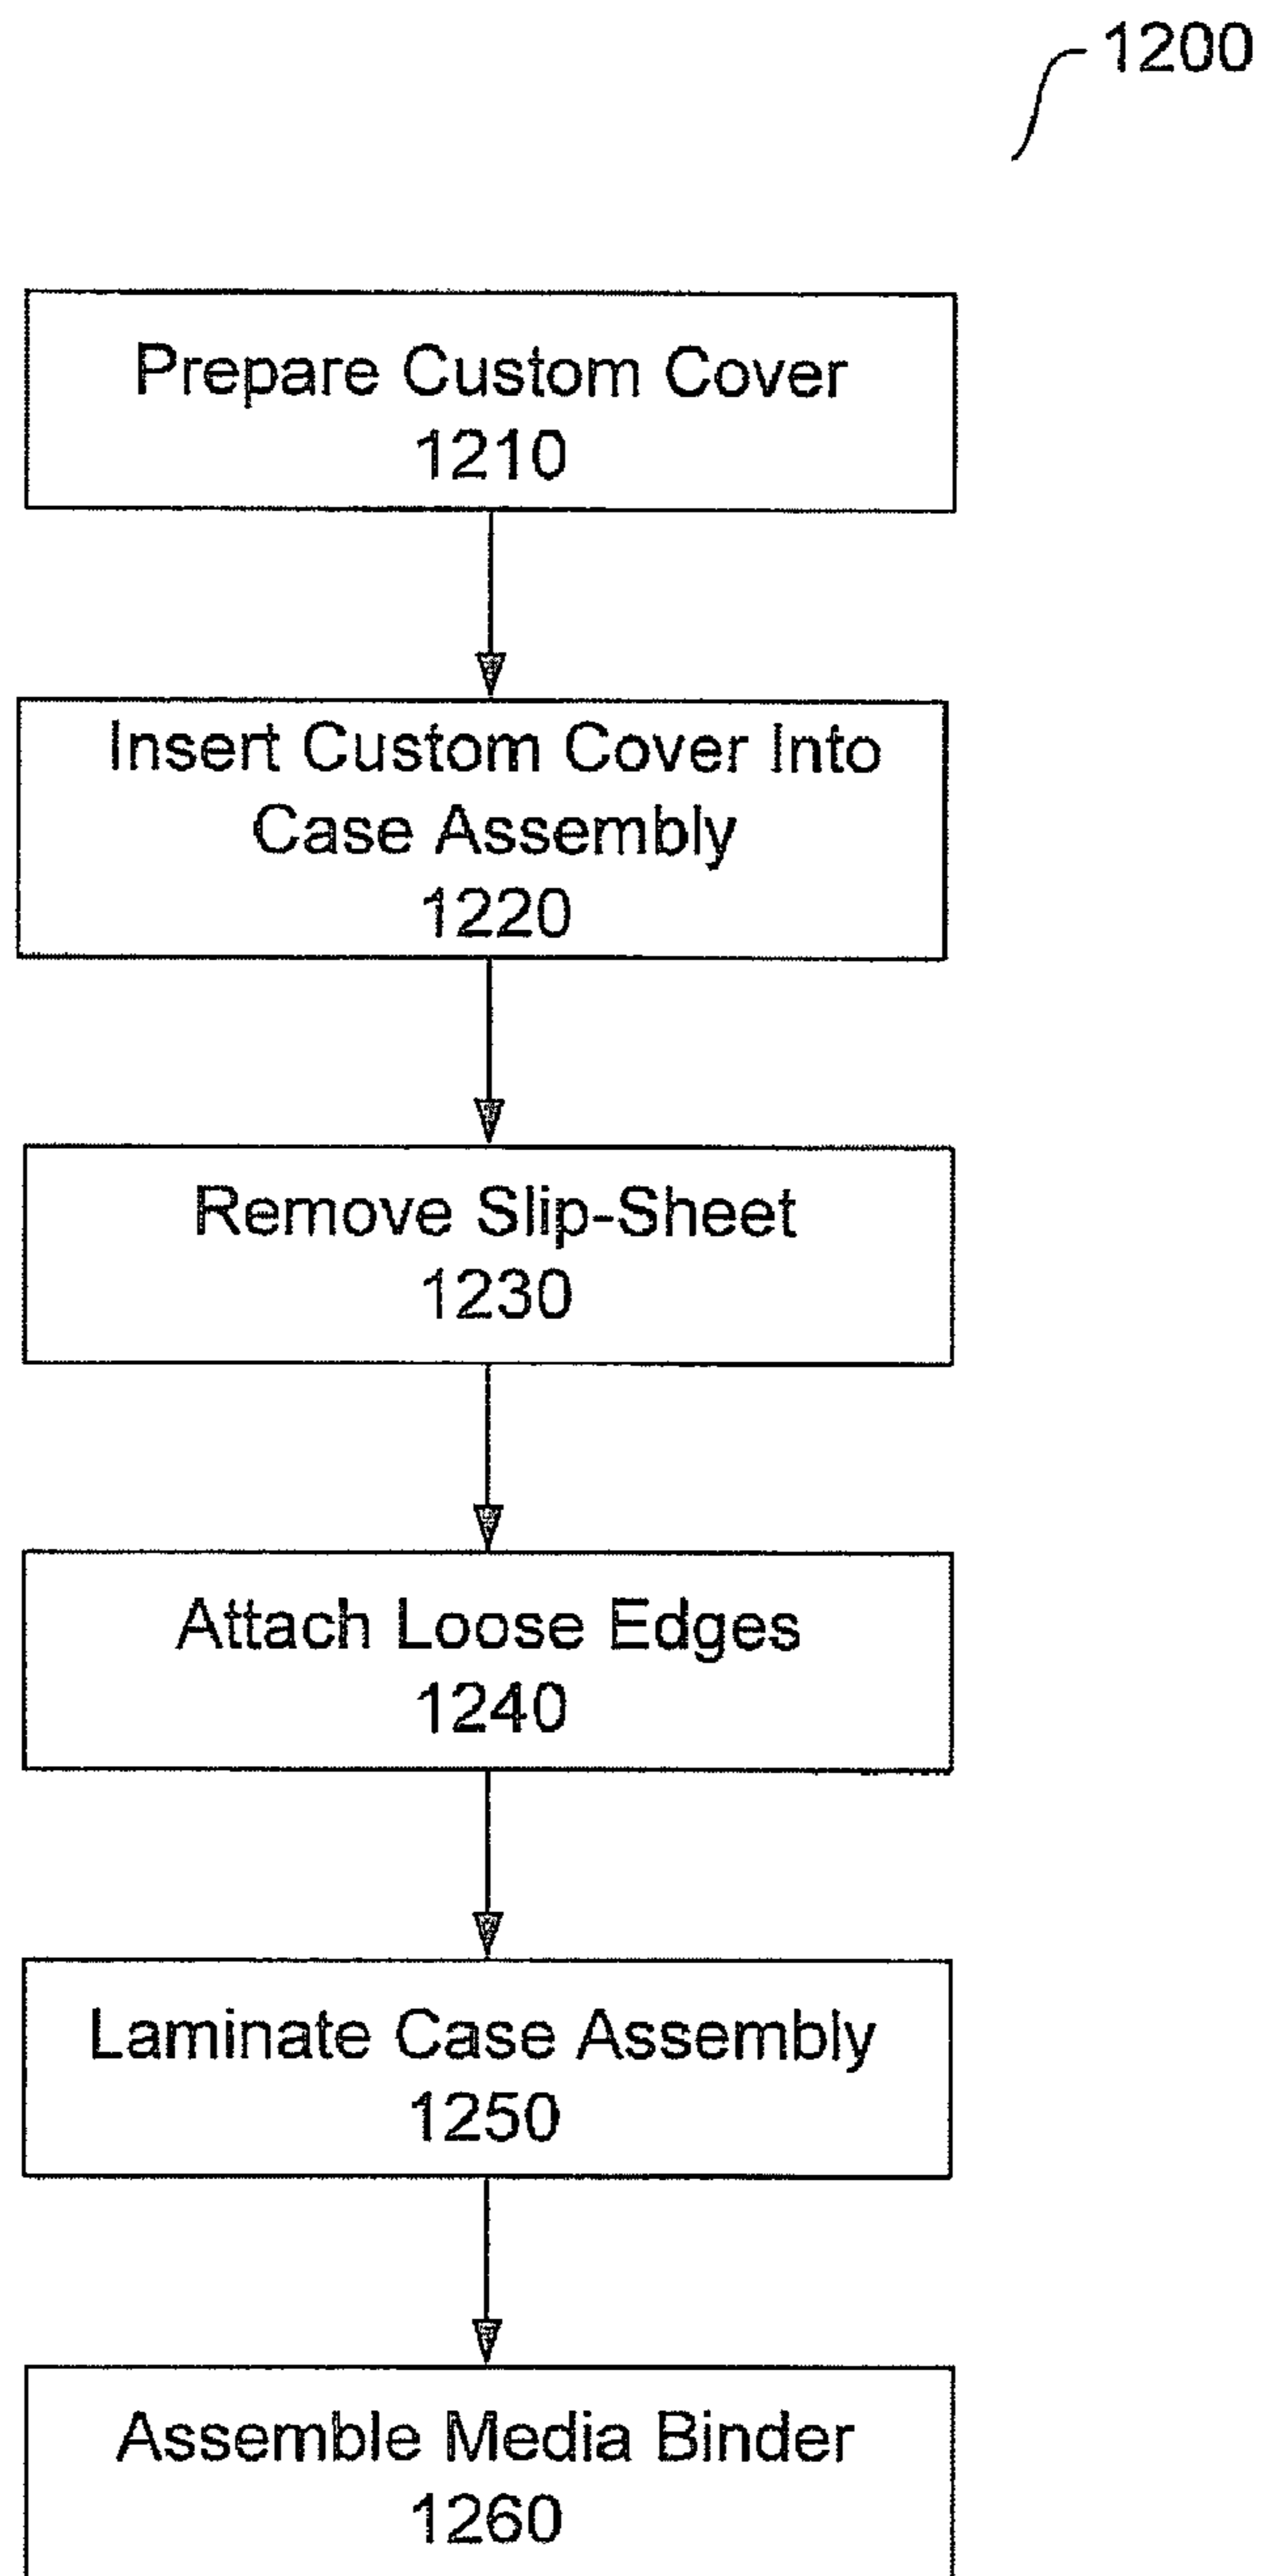 1200
Prepare Custom Cover
1210
Insert Custom Cover Into
Case Assembly
1220
Remove Slip-Sheet
1230
Attach Loose Edges
1240
Laminate Case Assembly
1250
Assemble Media Binder
1260